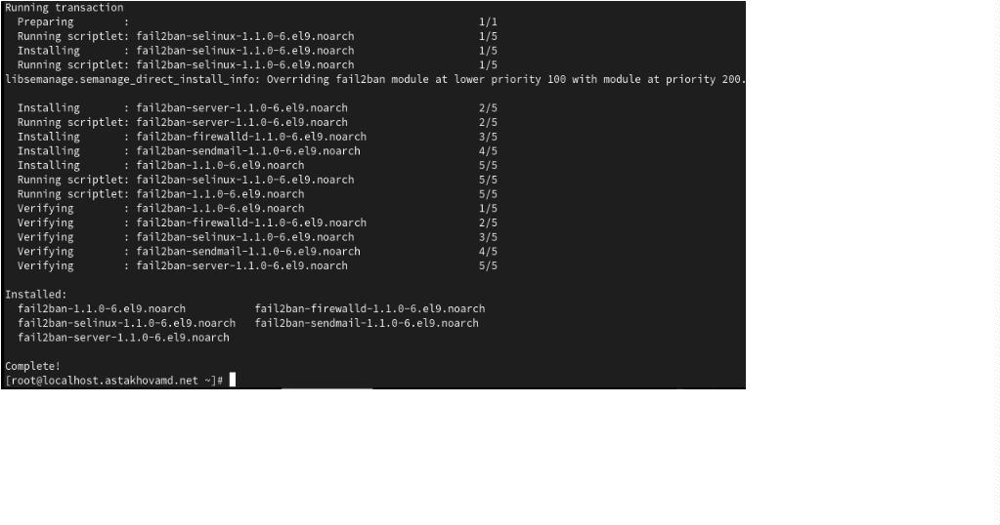 Running transaction
  Preparing        :                                                        1/1
  Running scriptlet: fail2ban-selinux-1.1.0-6.el9.noarch                    1/5
  Installing       : fail2ban-selinux-1.1.0-6.el9.noarch                    1/5
  Running scriptlet: fail2ban-selinux-1.1.0-6.el9.noarch                    1/5
libsemanage.semanage_direct_install_info: Overriding fail2ban module at lower priority 100 with module at priority 200.

  Installing       : fail2ban-server-1.1.0-6.el9.noarch                     2/5
  Running scriptlet: fail2ban-server-1.1.0-6.el9.noarch                     2/5
  Installing       : fail2ban-firewalld-1.1.0-6.el9.noarch                  3/5
  Installing       : fail2ban-sendmail-1.1.0-6.el9.noarch                   4/5
  Installing       : fail2ban-1.1.0-6.el9.noarch                            5/5
  Running scriptlet: fail2ban-selinux-1.1.0-6.el9.noarch                    5/5
  Running scriptlet: fail2ban-1.1.0-6.el9.noarch                            5/5
  Verifying        : fail2ban-1.1.0-6.el9.noarch                            1/5
  Verifying        : fail2ban-firewalld-1.1.0-6.el9.noarch                  2/5
  Verifying        : fail2ban-selinux-1.1.0-6.el9.noarch                    3/5
  Verifying        : fail2ban-sendmail-1.1.0-6.el9.noarch                   4/5
  Verifying        : fail2ban-server-1.1.0-6.el9.noarch                     5/5

Installed:
  fail2ban-1.1.0-6.el9.noarch           fail2ban-firewalld-1.1.0-6.el9.noarch
  fail2ban-selinux-1.1.0-6.el9.noarch   fail2ban-sendmail-1.1.0-6.el9.noarch
  fail2ban-server-1.1.0-6.el9.noarch

Complete!
[root@localhost.astakhovamd.net ~]#